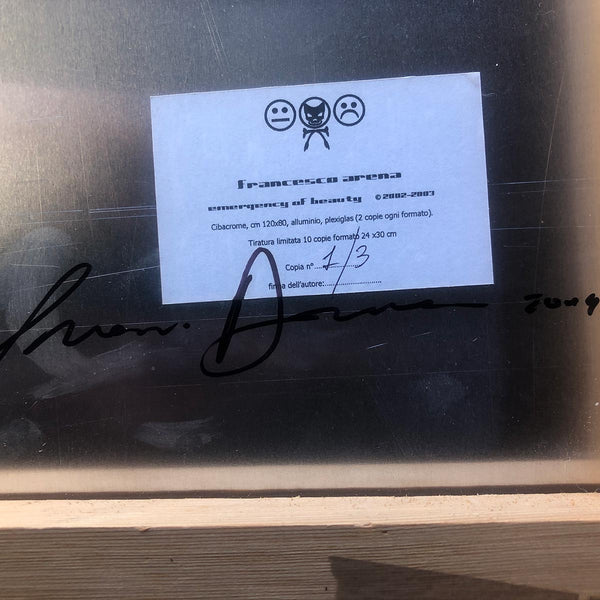 francesco arena
emergency of beauty ©2002-2003
Cibacrome, cm 120x80, alluminio, plexiglas (2 copie ogni formato).
Tiratura limitata 10 copie formato 24 x30 cm
Copia n°....1/3....
firma dell'autore:........................